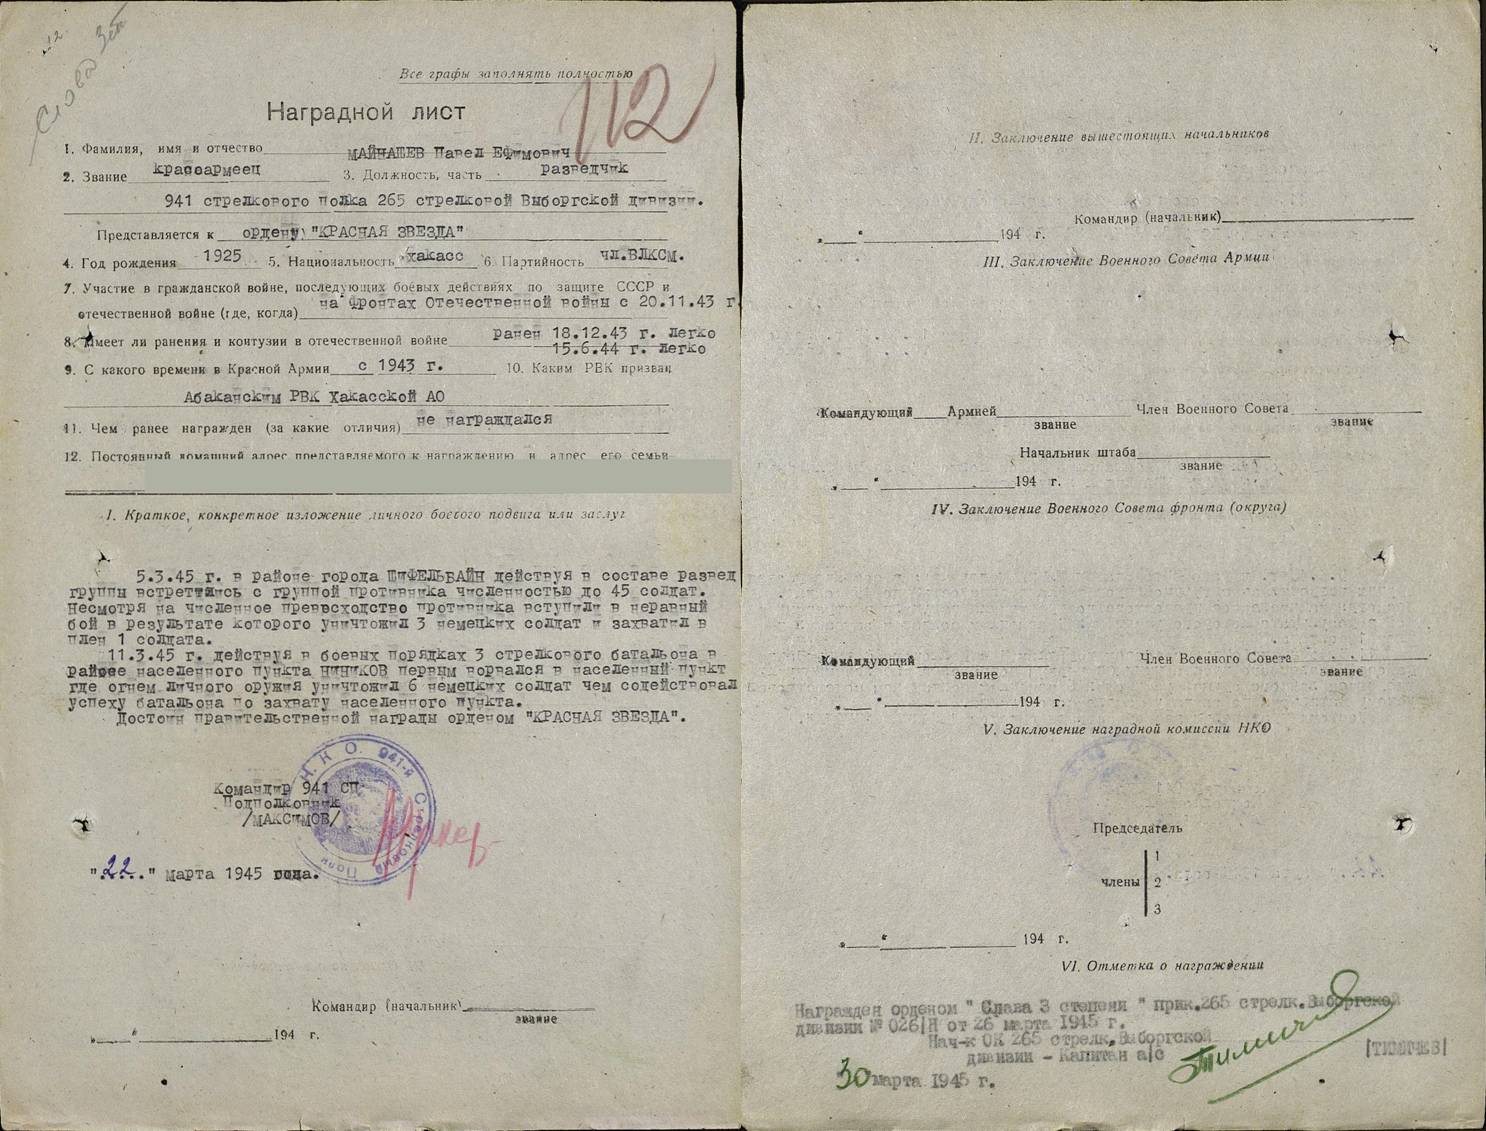 Слава 3ей
Все графы заполнять полностью
112
Наградной лист
1. Фамилия, имя и отчество МАЙНАШЕВ Павел Ефимович
2. Звание красоармеец 3. Должность, часть разведчик
941 стрелкового полка 265 стрелковой Выборгской дивизии.
Представляется к ордену "КРАСНАЯ ЗВЕЗДА"
4. Год рождения 1925 5. Национальность хакасс 6. Партийность чл.ВЛКСМ.
7. Участие в гражданской войне, последующих боевых действиях по защите СССР и
отечественной войне (где, когда) на фронтах Отечественной войны с 20.11.43 г.
8. Имеет ли ранения и контузии в отечественной войне ранен 18.12.43 г. легко
15.6.44 г. легко
9. С какого времени в Красной Армии с 1943 г. 10. Каким РВК призван
Абаканским РВК Хакасской АО
11. Чем ранее награжден (за какие отличия) не награждался
12. Постоянный домашний адрес представляемого к награждению и адрес его семьи
I. Краткое, конкретное изложение личного боевого подвига или заслуг
5.3.45 г. в районе города ШИФЕЛЬБАЙН действуя в составе развед
группы встретились с группой противника численностью до 45 солдат.
Несмотря на численное превосходство противника вступили в неравный
бой в результате которого уничтожил 3 немецких солдат и захватил в
плен 1 солдата.
11.3.45 г. действуя в боевых порядках 3 стрелкового батальона в
районе населенного пункта НИНИКОВ первым ворвался в населенный пункт
где огнем личного оружия уничтожил 6 немецких солдат чем содействовал
успеху батальона по захвату населенного пункта.
Достоин правительственной награды орденом "КРАСНАЯ ЗВЕЗДА".
Н. К О. 941-й Стрелковый Полк
Командир 941 СП
Подполковник
/МАКСИМОВ/
"22" марта 1945 года.
Командир (начальник)
звание
"__" 194 г.
II. Заключение вышестоящих начальников
Командир (начальник)
"__" 194 г.
III. Заключение Военного Совета Армии
Командующий Армией Член Военного Совета
звание звание
Начальник штаба
звание
"__" 194 г.
IV. Заключение Военного Совета фронта (округа)
Командующий Член Военного Совета
звание звание
"__" 194 г.
V. Заключение наградной комиссии НКО
Председатель
1
члены 2
3
"__" 194 г.
VI. Отметка о награждении
Награжден орденом " Слава 3 степени " прик.265 стрелк.Выборгской
дивизии № 026/Н от 26 марта 1945 г.
Нач-к ОК 265 стрелк.Выборгской
дивизии - Капитан а/с /ТИМИЧЕВ/
30 марта 1945 г.